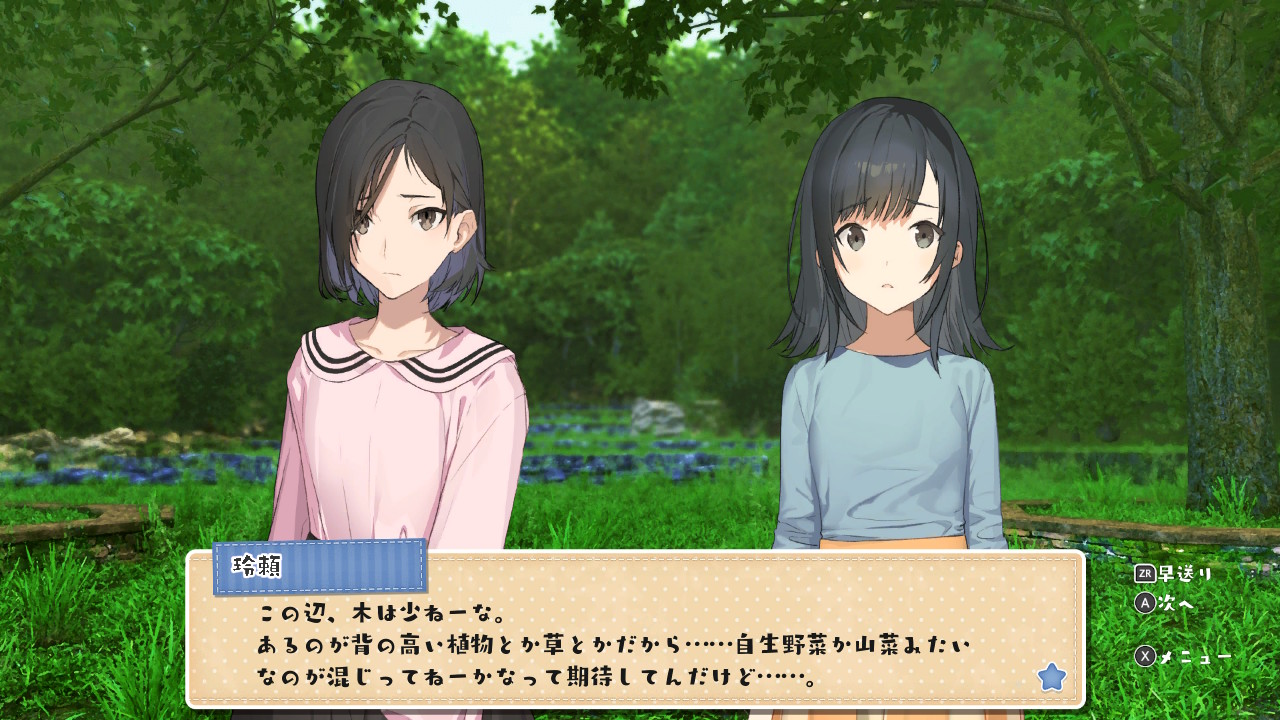 玲頼
この辺、木は少ねーな。
あるのが背の高い植物とか草とかだから……自生野菜か山菜みたい
なのが混じってねーかなって期待してんだけど……。
ZR早送り
A次へ
Xメニュー